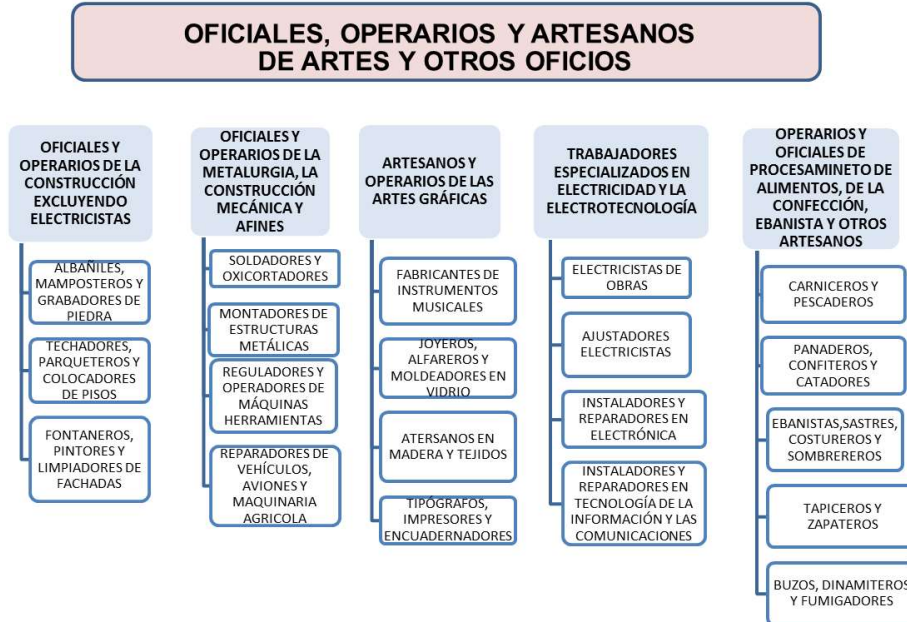 OFICIALES, OPERARIOS Y ARTESANOS
DE ARTES Y OTROS OFICIOS
OFICIALES Y
OPERARIOS DE LA
CONSTRUCCIÓN
EXCLUYENDO
ELECTRICISTAS
ALBAÑILES,
MAMPOSTEROS Y
GRABADORES DE
PIEDRA
TECHADORES,
PARQUETEROS Y
COLOCADORES
DE PISOS
FONTANEROS,
PINTORES Y
LIMPIADORES DE
FACHADAS
OFICIALES Y
OPERARIOS DE LA
METALURGIA, LA
CONSTRUCCIÓN
MECÁNICA Y
AFINES
SOLDADORES Y
OXICORTADORES
MONTADORES DE
ESTRUCTURAS
METÁLICAS
REGULADORES Y
OPERADORES DE
MÁQUINAS
HERRAMIENTAS
REPARADORES DE
VEHÍCULOS,
AVIONES Y
MAQUINARIA
AGRICOLA
ARTESANOS Y
OPERARIOS DE LAS
ARTES GRÁFICAS
FABRICANTES DE
INSTRUMENTOS
MUSICALES
JOYEROS,
ALFAREROS Y
MOLDEADORES EN
VIDRIO
ATERSANOS EN
MADERA Y TEJIDOS
TIPÓGRAFOS,
IMPRESORES Y
ENCUADERNADORES
TRABAJADORES
ESPECIALIZADOS EN
ELECTRICIDAD Y LA
ELECTROTECNOLOGÍA
ELECTRICISTAS DE
OBRAS
AJUSTADORES
ELECTRICISTAS
INSTALADORES Y
REPARADORES EN
ELECTRÓNICA
INSTALADORES Y
REPARADORES EN
TECNOLOGÍA DE LA
INFORMACIÓN Y LAS
COMUNICACIONES
OPERARIOS Y
OFICIALES DE
PROCESAMINETO DE
ALIMENTOS, DE LA
CONFECCIÓN,
EBANISTA Y OTROS
ARTESANOS
CARNICEROS Y
PESCADEROS
PANADEROS,
CONFITEROS Y
CATADORES
EBANISTAS,SASTRES,
COSTUREROS Y
SOMBREREROS
TAPICEROS Y
ZAPATEROS
BUZOS, DINAMITEROS
Y FUMIGADORES